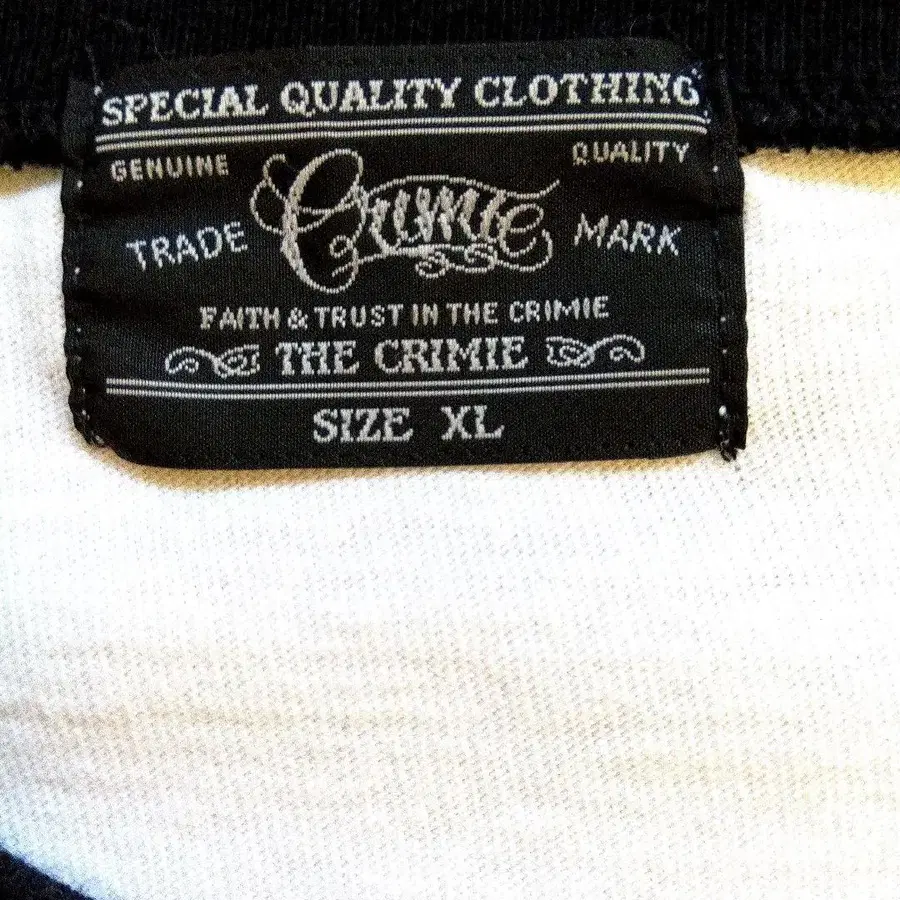 SPECIAL QUALITY CLOTHING
GENUINE QUALITY
TRADE Crimie MARK
FAITH & TRUST IN THE CRIMIE
THE CRIMIE
SIZE XL